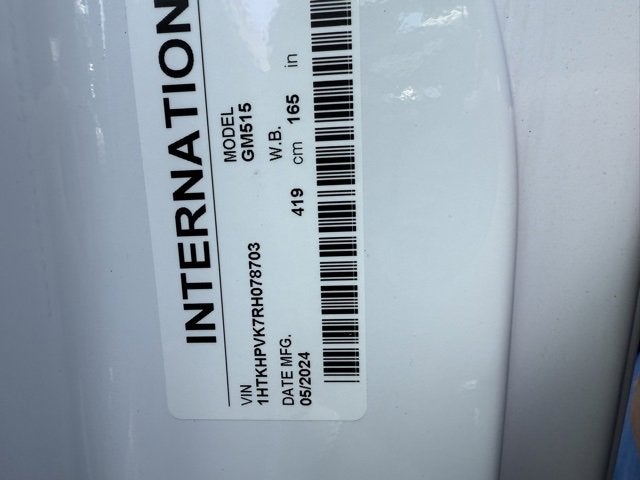 INTERNATION
VIN MODEL
1HTKHPVK7RH078703 GM515
DATE MFG. W.B.
05/2024 419 cm 165 in